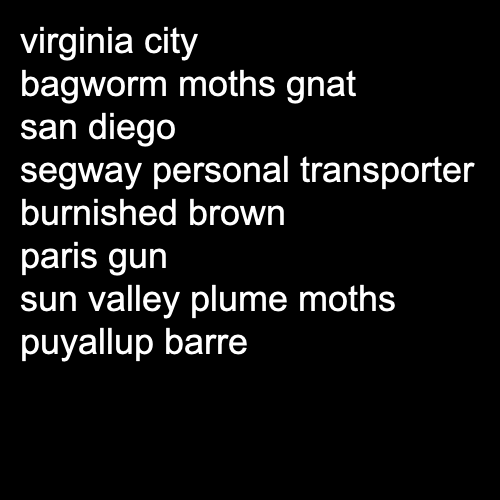 virginia city
bagworm moths gnat
san diego
segway personal transporter
burnished brown
paris gun
sun valley plume moths
puyallup barre